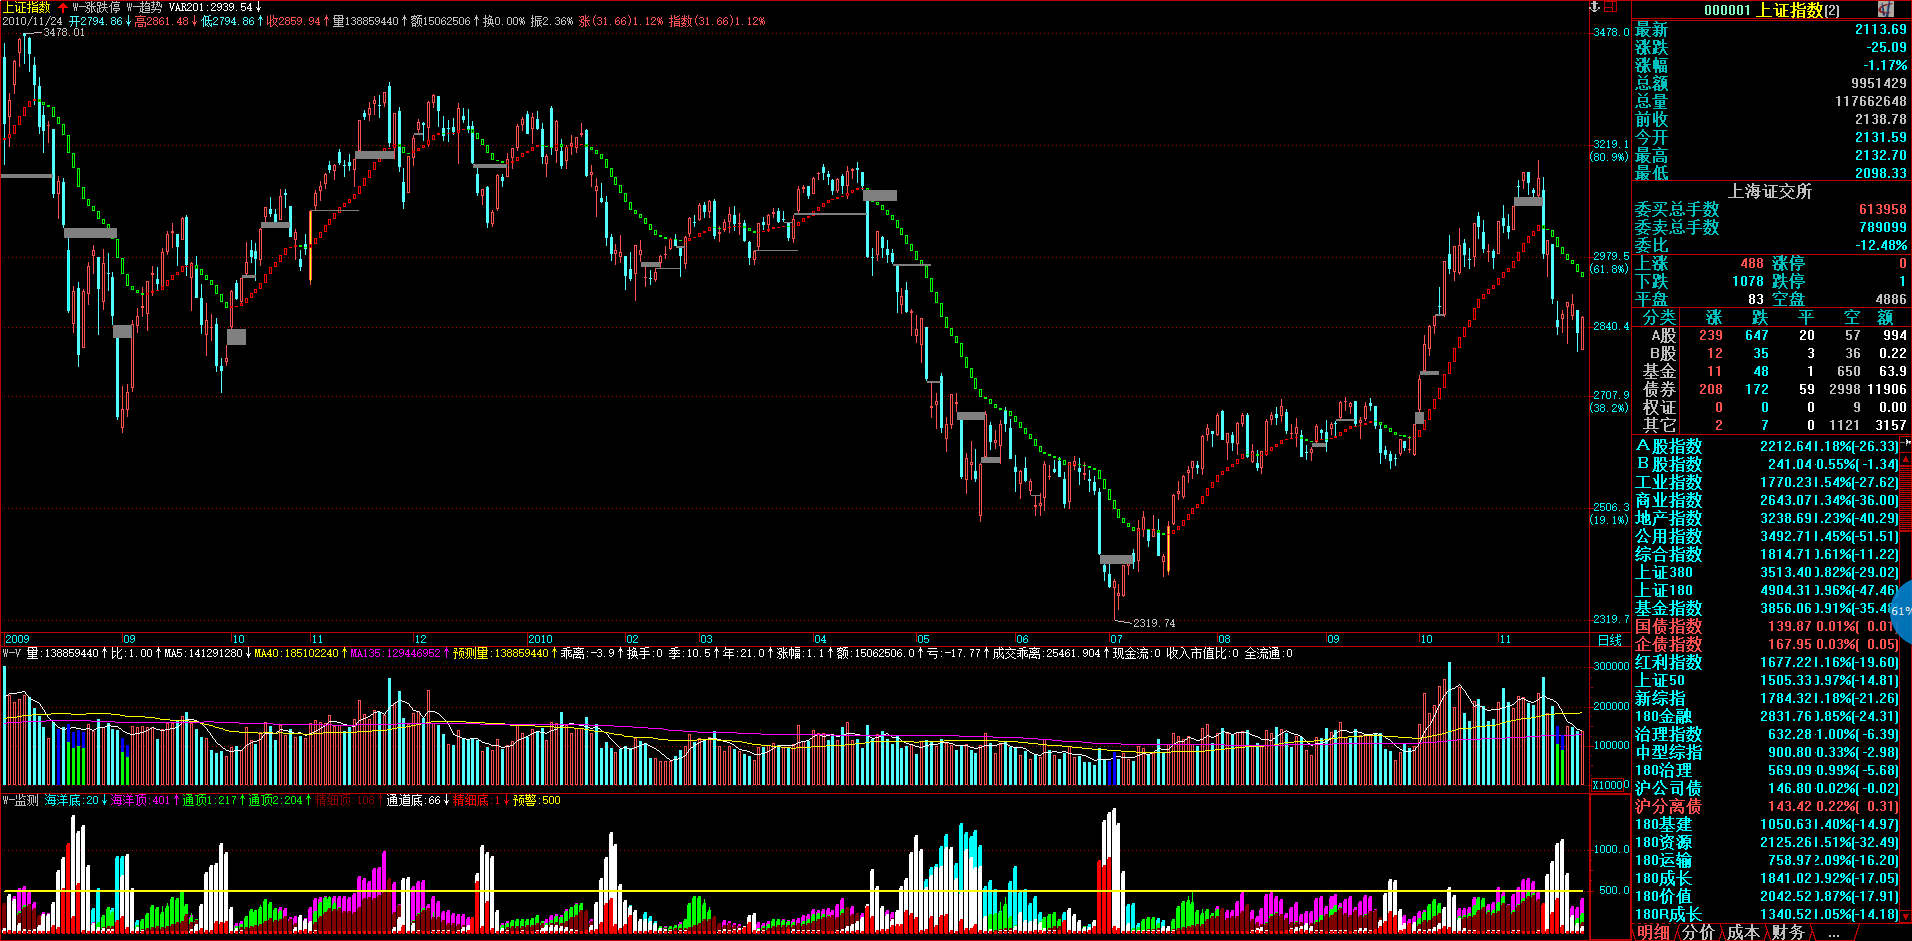 上证指数 W-涨跌停 W-趋势 VAR201:2939.54↓
2010/11/24 开2794.86↓高2861.48↓低2794.86↑收2859.94↑量138859440↑额15062506↑换0.00% 振2.36% 涨(31.66)1.12% 指数(31.66)1.12%
3478.01
3478.0
3219.1
(80.9%)
2979.5
(61.8%)
2840.4
2707.9
(38.2%)
2506.3
(19.1%)
2319.7
2319.74
2009 09 10 11 12 2010 02 03 04 05 06 07 08 09 10 11 日线
W-V 量:138859440↑比:1.00↑MA5:141291280↓MA40:185102240↑MA135:129446952↑预测量:138859440↑乖离:-3.9↑换手:0 季:10.5↑年:21.0↑涨幅:1.1↑额:15062506.0↑亏:-17.77↑成交乖离:25461.904↑现金流:0 收入市值比:0 全流通:0
300000
200000
100000
X10000
W-监测 海洋底:20↓海洋顶:401↑通顶1:217↑通顶2:204↑精细顶:108↑通道底:66↓精细底:1↓预警:500
1000.0
500.0
000001 上证指数(2)
最新 2113.69
涨跌 -25.09
涨幅 -1.17%
总额 9951429
总量 117662648
前收 2138.78
今开 2131.59
最高 2132.70
最低 2098.33
上海证交所
委买总手数 613958
委卖总手数 789099
委比 -12.48%
上涨 488 涨停 0
下跌 1078 跌停 1
平盘 83 空盘 4886
分类 涨 跌 平 空 额
A股 239 647 20 57 994
B股 12 35 3 36 0.22
基金 11 48 1 650 63.9
债券 208 172 59 2998 11906
权证 0 0 0 9 0.00
其它 2 7 0 1121 3157
A股指数 2212.64 1.18%(-26.33)
B股指数 241.04 0.55%( -1.34)
工业指数 1770.23 1.54%(-27.62)
商业指数 2643.07 1.34%(-36.00)
地产指数 3238.69 1.23%(-40.29)
公用指数 3492.71 1.45%(-51.51)
综合指数 1814.71 0.61%(-11.22)
上证380 3513.40 0.82%(-29.02)
上证180 4904.31 0.96%(-47.46)
基金指数 3856.06 0.91%(-35.48
国债指数 139.87 0.01%( 0.01
企债指数 167.95 0.03%( 0.05)
红利指数 1677.22 1.16%(-19.60)
上证50 1505.33 0.97%(-14.81)
新综指 1784.32 1.18%(-21.26)
180金融 2831.76 0.85%(-24.31)
治理指数 632.28 1.00%( -6.39)
中型综指 900.80 0.33%( -2.98)
180治理 569.09 0.99%( -5.68)
沪公司债 146.80 0.02%( -0.02)
沪分离债 143.42 0.22%( 0.31)
180基建 1050.63 1.40%(-14.97)
180资源 2125.26 1.51%(-32.49)
180运输 758.97 2.09%(-16.20)
180成长 1841.02 0.92%(-17.05)
180价值 2042.52 0.87%(-17.91)
180R成长 1340.52 1.05%(-14.18)
61%
明细 分价 成本 财务 ...